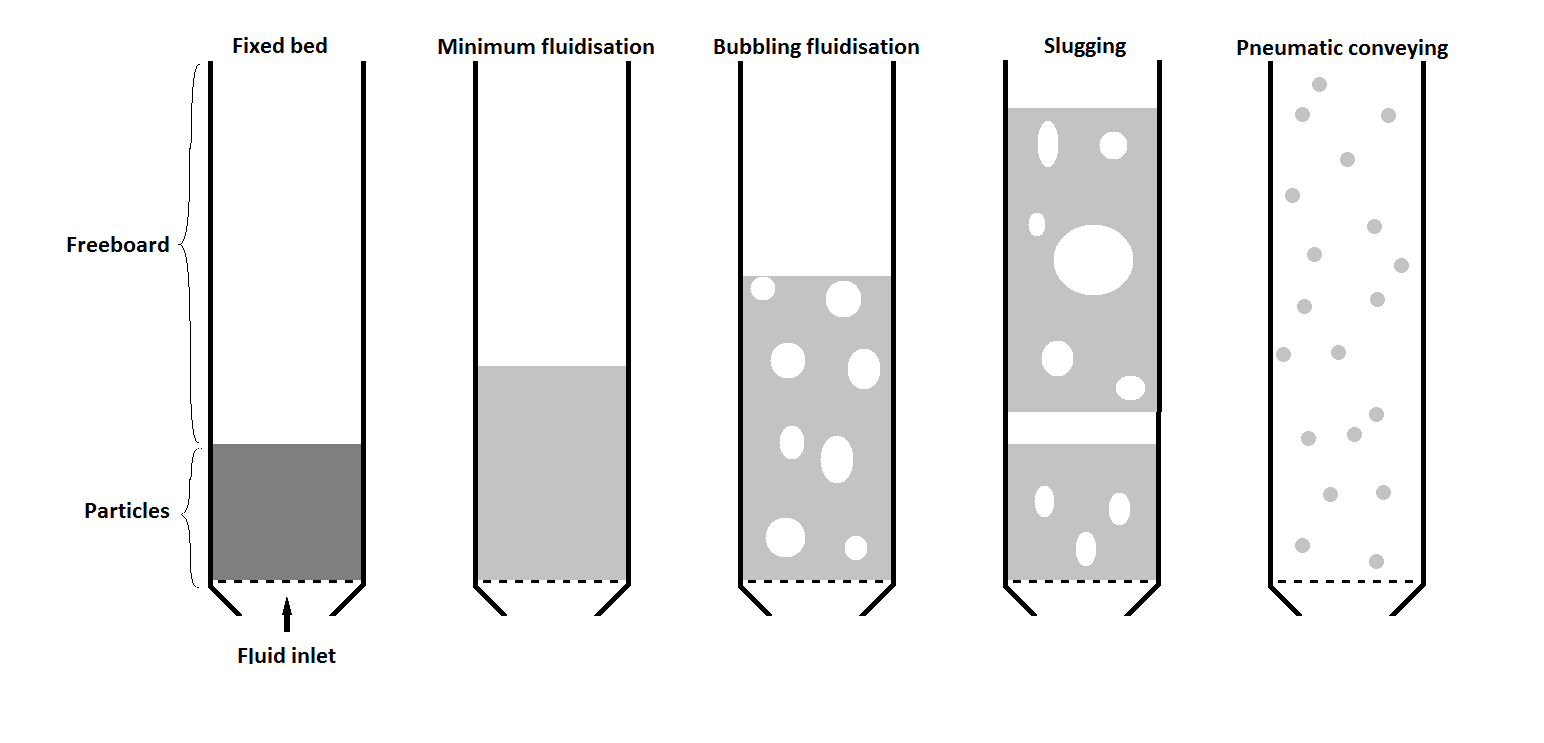 Fixed bed
Minimum fluidisation
Bubbling fluidisation
Slugging
Pneumatic conveying
Freeboard
Particles
Fluid inlet